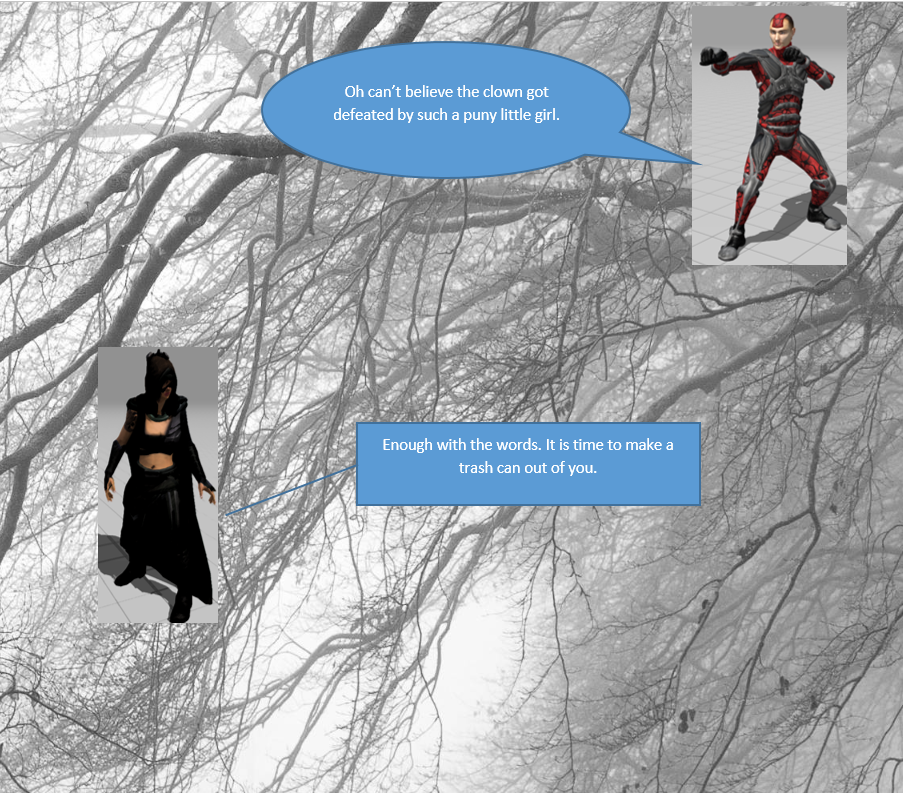 Oh can’t believe the clown got
defeated by such a puny little girl.
Enough with the words. It is time to make a
trash can out of you.